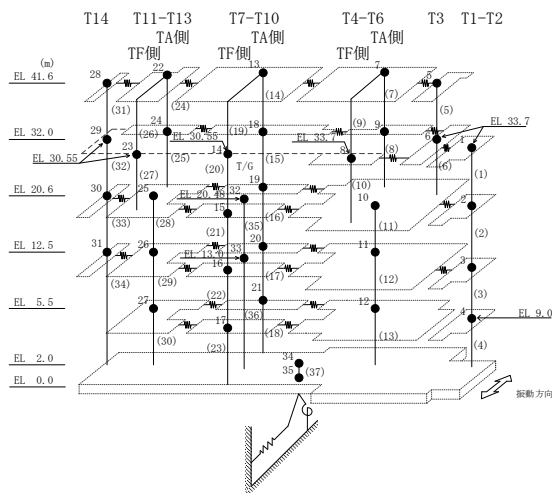 T14 T11-T13 T7-T10 T4-T6 T3 T1-T2
TA側 TA側 TA側
TF側 TF側 TF側
(m)
EL 41.6 28 22 13 7 5
(31) (24) (14) (7) (5)
EL 32.0 29 (26) 24 (19) 18 (9) 9 6 EL 33.7 1
EL 30.55 23 (25) EL 30.55 14 (15) EL 33.7 8 (8) (6)
(32) (27) (20) T/G (10) (1)
EL 20.6 30 25 EL 20.48 32 19 10 2
(33) (28) 15 (35) (16) (11) (2)
EL 12.5 31 26 (21) EL 13.0 33 20 11 3
(34) (29) 16 (17) (12) (3)
EL 5.5 27 (22) 21 12 4 EL 9.0
(30) 17 (36) (18) (13) (4)
(23)
EL 2.0 34
EL 0.0 35 (37)
振動方向